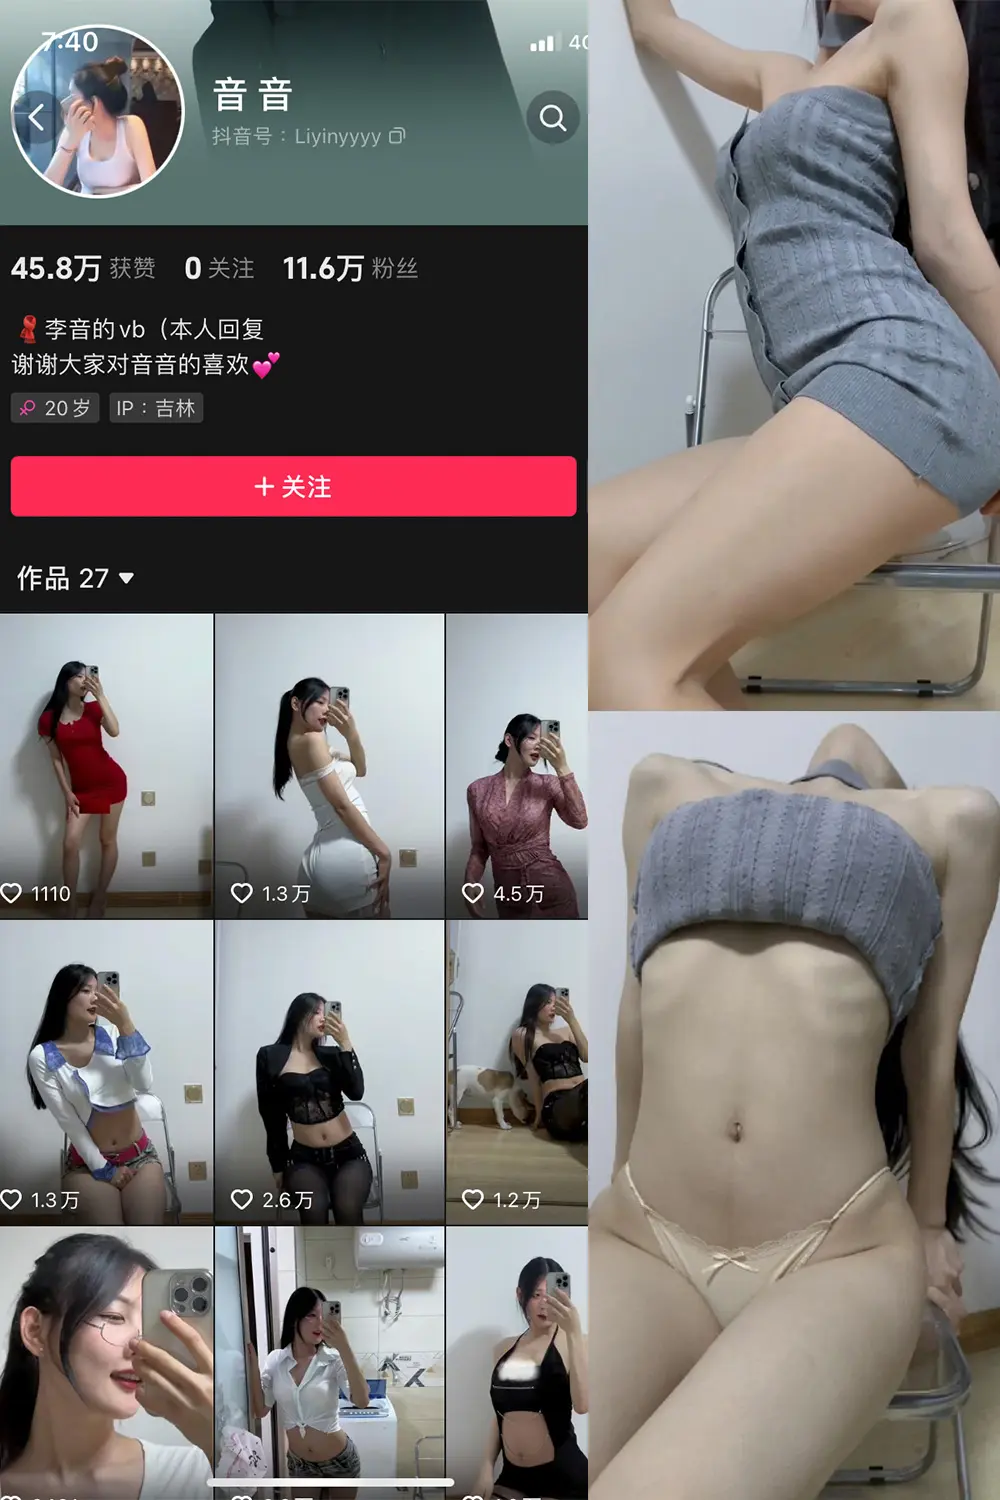 7:40
4G
音音
抖音号：Liyinyyyy
45.8万 获赞 0 关注 11.6万 粉丝
李音的vb（本人回复
谢谢大家对音音的喜欢💕
20岁 IP：吉林
+ 关注
作品 27
1110 1.3万 4.5万
1.3万 2.6万 1.2万